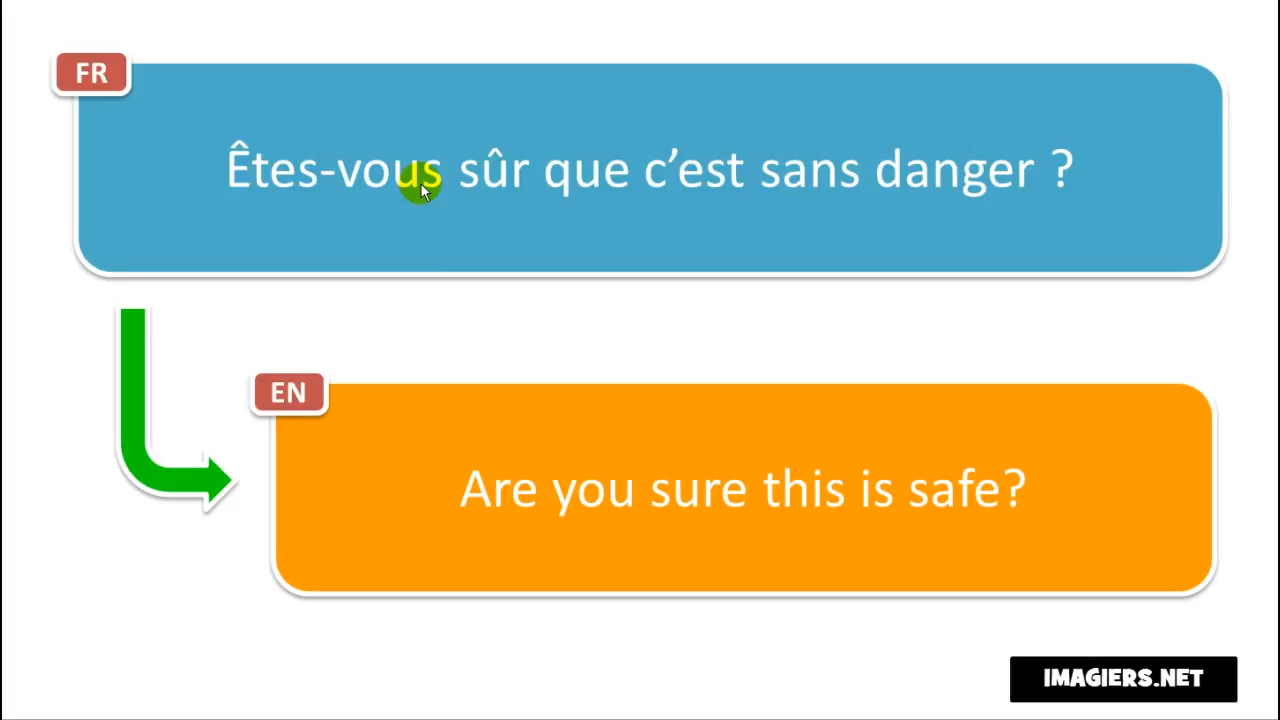 FR
Êtes-vous sûr que c’est sans danger ?
EN
Are you sure this is safe?
IMAGIERS.NET